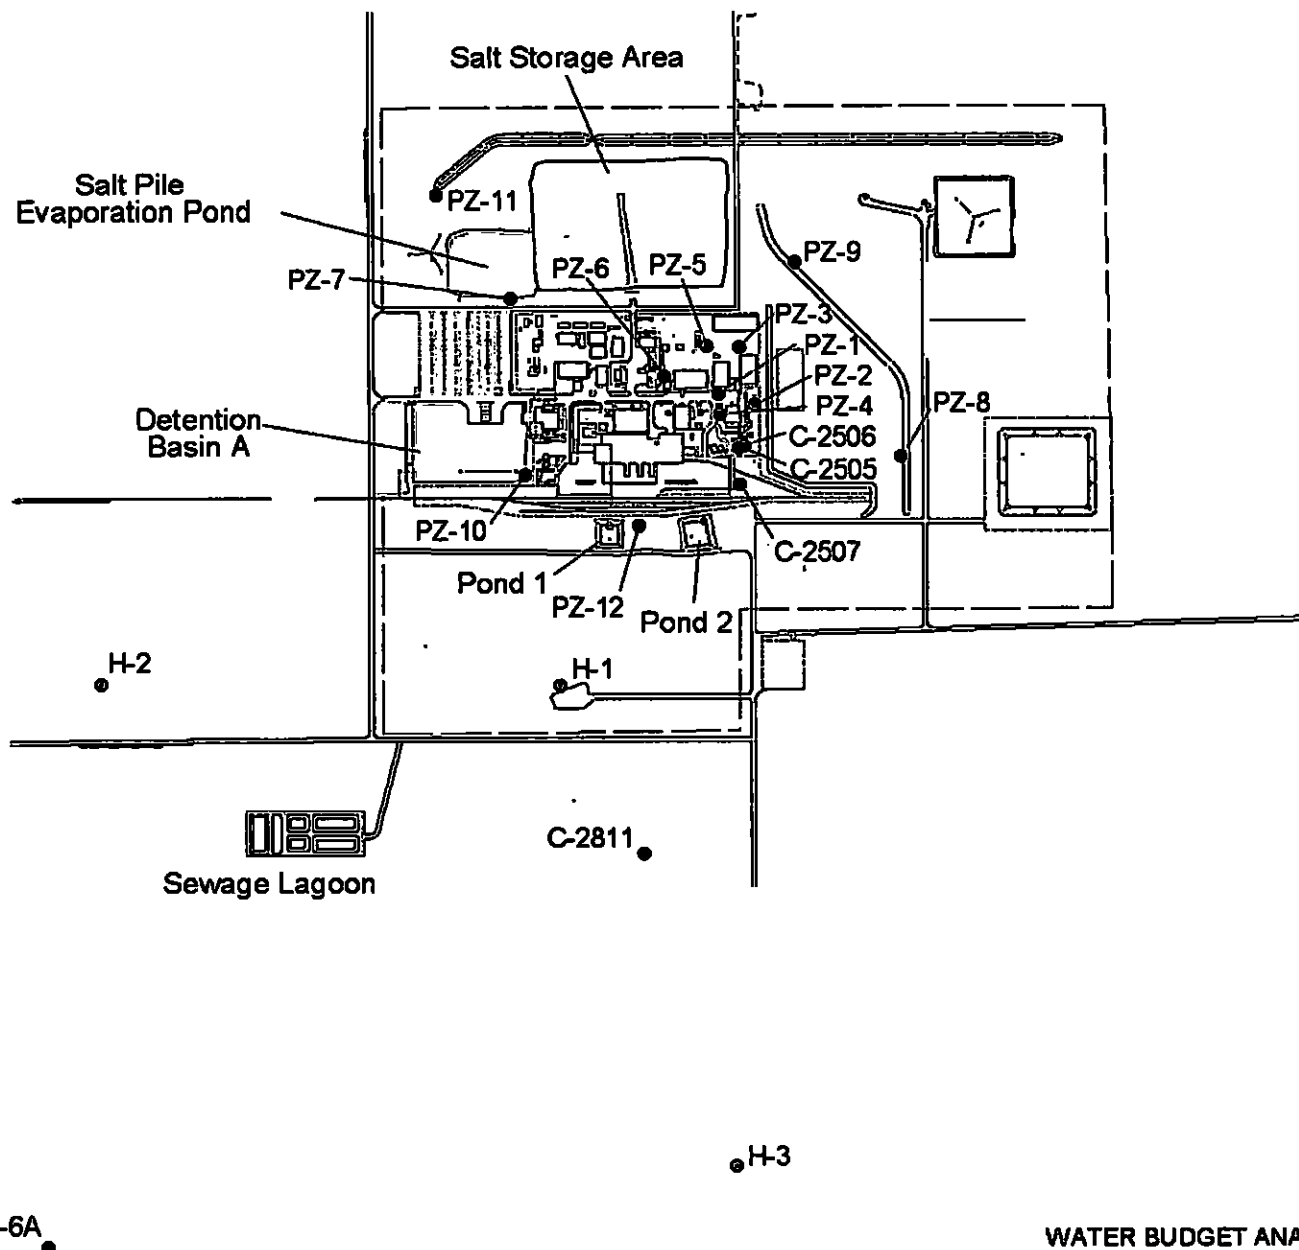 Salt Storage Area
Salt Pile
Evaporation Pond
PZ-11
PZ-9
PZ-6
PZ-5
PZ-7
PZ-3
PZ-1
PZ-2
PZ-4
PZ-8
Detention
Basin A
C-2506
C-2505
PZ-10
C-2507
Pond 1
PZ-12
Pond 2
H-2
H-1
C-2811
Sewage Lagoon
H-3
-6A
WATER BUDGET ANA